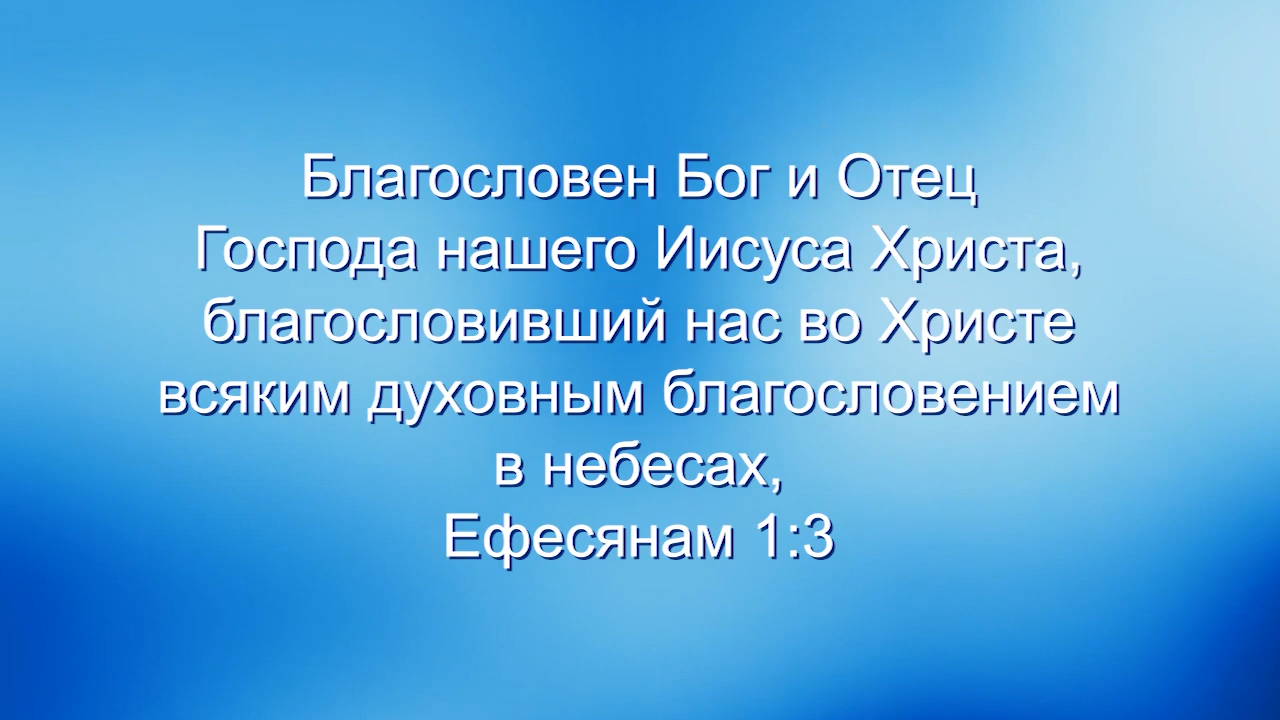 Благословен Бог и Отец
Господа нашего Иисуса Христа,
благословивший нас во Христе
всяким духовным благословением
в небесах,
Ефесянам 1:3